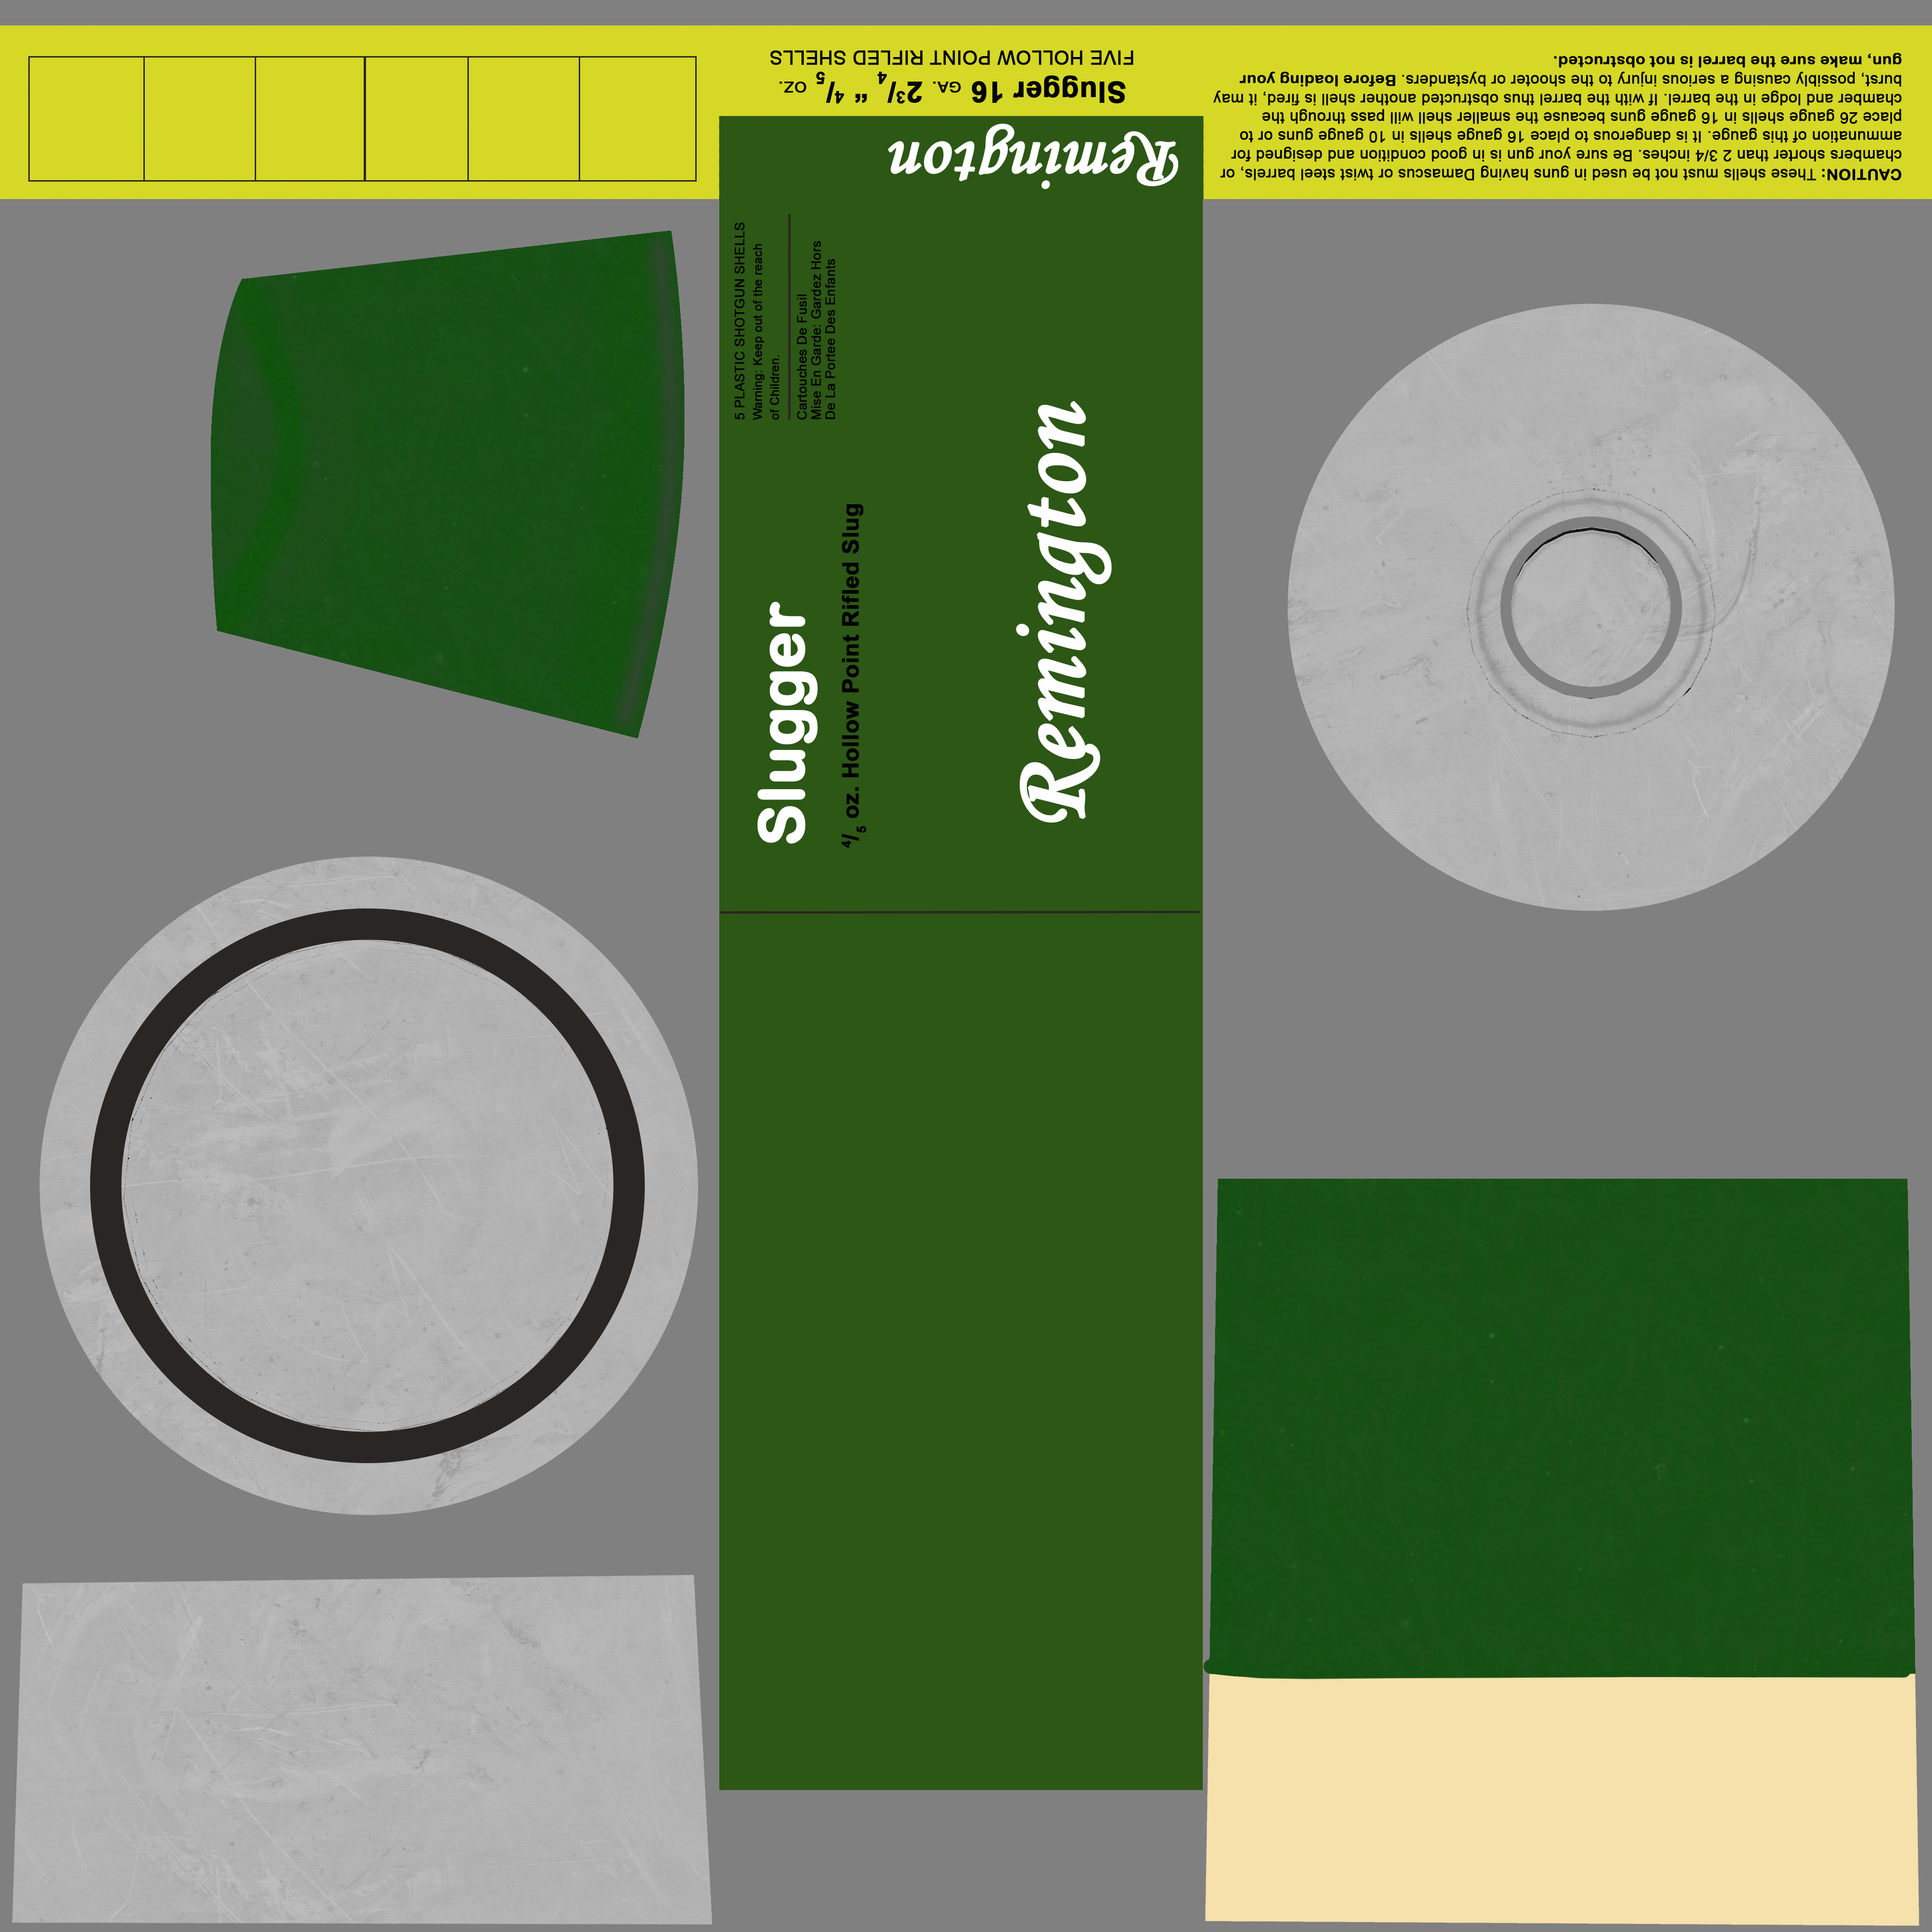 FIVE HOLLOW POINT RIFLED SHELLS
Slugger 16 GA. 2 3/4 “ 4/5 OZ.
Remington
CAUTION: These shells must not be used in guns having Damascus or twist steel barrels, or
chambers shorter than 2 3/4 inches. Be sure your gun is in good condition and designed for
ammunation of this gauge. It is dangerous to place 16 gauge shells in 10 gauge guns or to
place 26 gauge shells in 16 gauge guns because the smaller shell will pass through the
chamber and lodge in the barrel. If with the barrel thus obstructed another shell is fired, it may
burst, possibly causing a serious injury to the shooter or bystanders. Before loading your
gun, make sure the barrel is not obstructed.
5 PLASTIC SHOTGUN SHELLS
Warning: Keep out of the reach
of Children.
Cartouches De Fusil
Mise En Garde: Gardez Hors
De La Portee Des Enfants
Slugger
4/5 oz. Hollow Point Rifled Slug
Remington